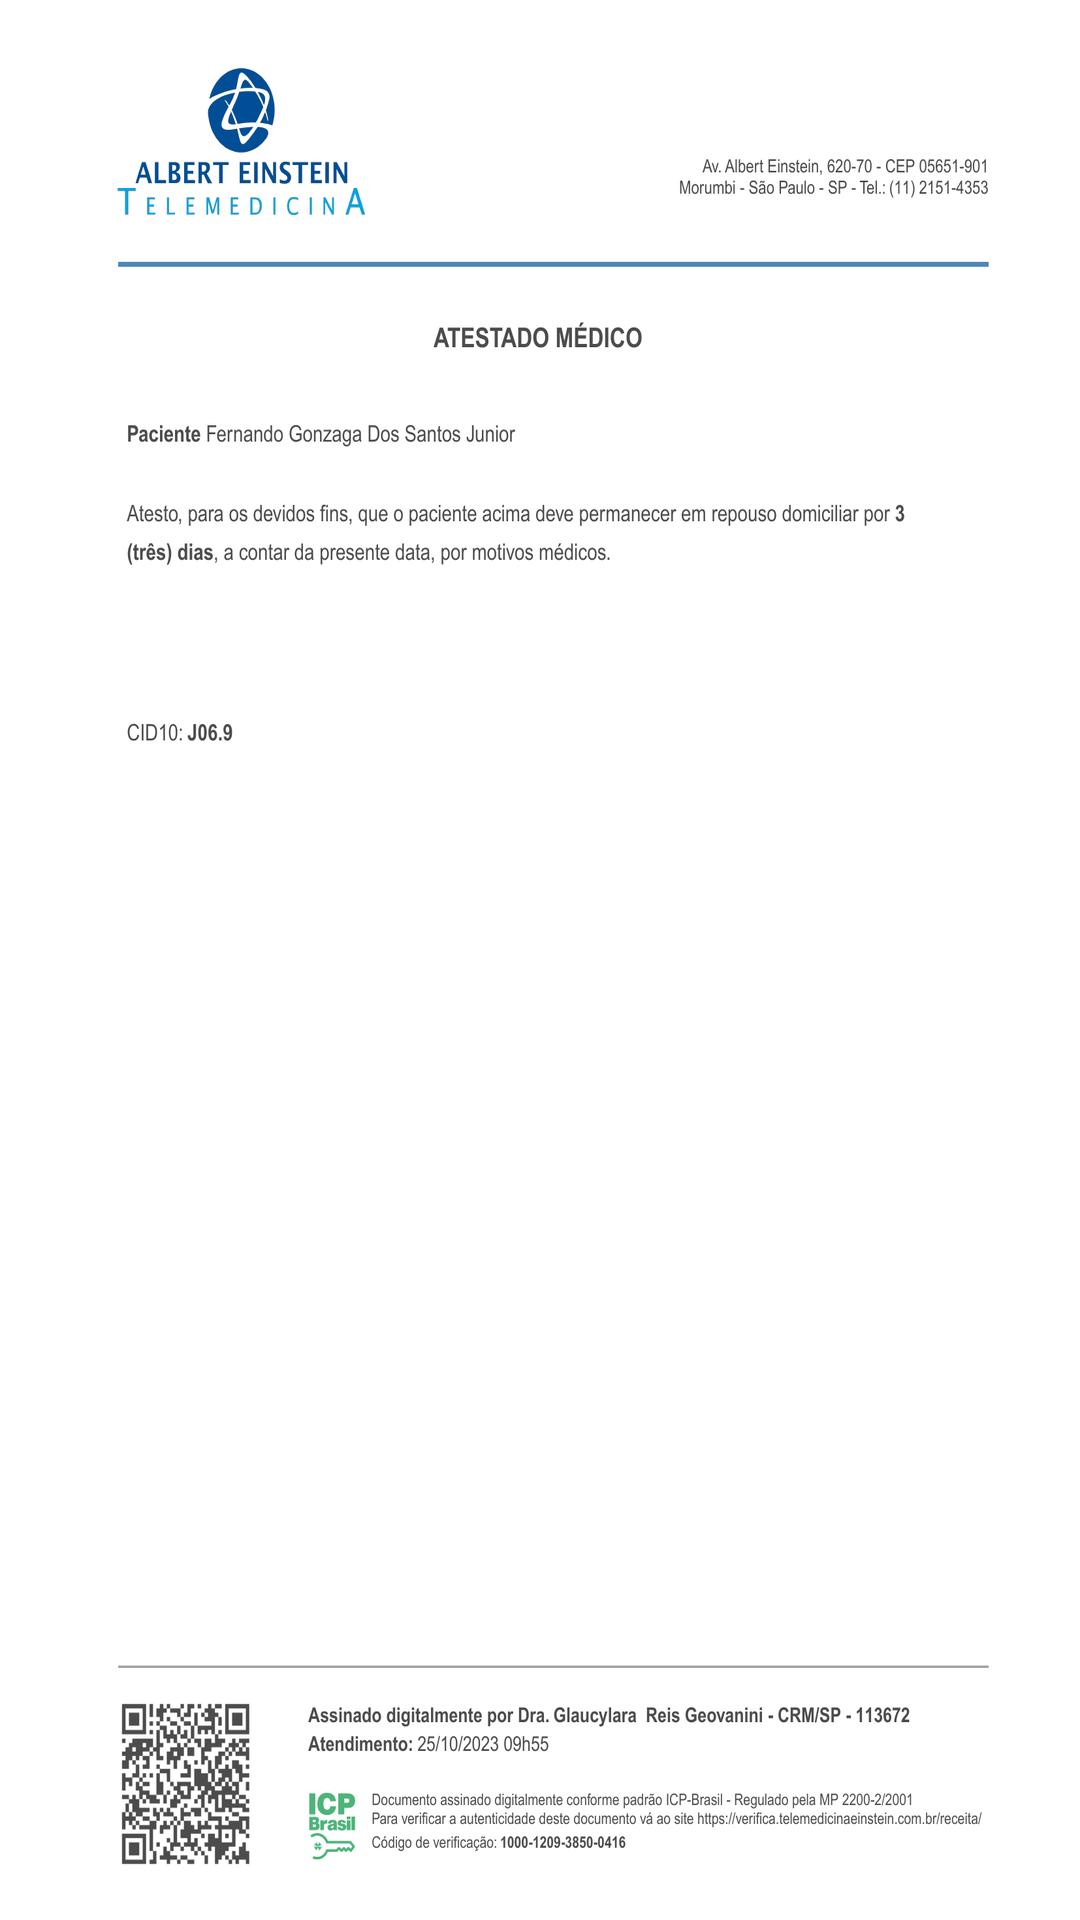 ALBERT EINSTEIN
TELEMEDICINA
Av. Albert Einstein, 620-70 - CEP 05651-901
Morumbi - São Paulo - SP - Tel.: (11) 2151-4353
ATESTADO MÉDICO
Paciente Fernando Gonzaga Dos Santos Junior
Atesto, para os devidos fins, que o paciente acima deve permanecer em repouso domiciliar por 3
(três) dias, a contar da presente data, por motivos médicos.
CID10: J06.9
Assinado digitalmente por Dra. Glaucylara  Reis Geovanini - CRM/SP - 113672
Atendimento: 25/10/2023 09h55
ICP
Brasil
Documento assinado digitalmente conforme padrão ICP-Brasil - Regulado pela MP 2200-2/2001
Para verificar a autenticidade deste documento vá ao site https://verifica.telemedicinaeinstein.com.br/receita/
Código de verificação: 1000-1209-3850-0416